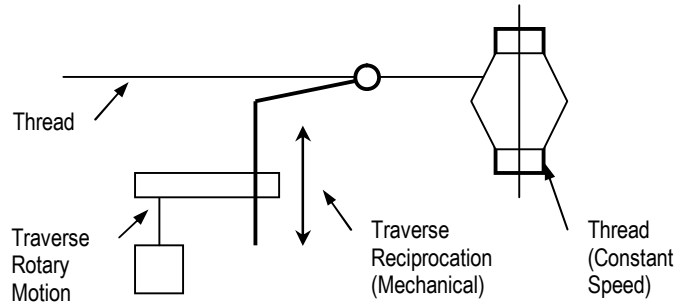 Thread
Traverse
Rotary
Motion
Traverse
Reciprocation
(Mechanical)
Thread
(Constant
Speed)